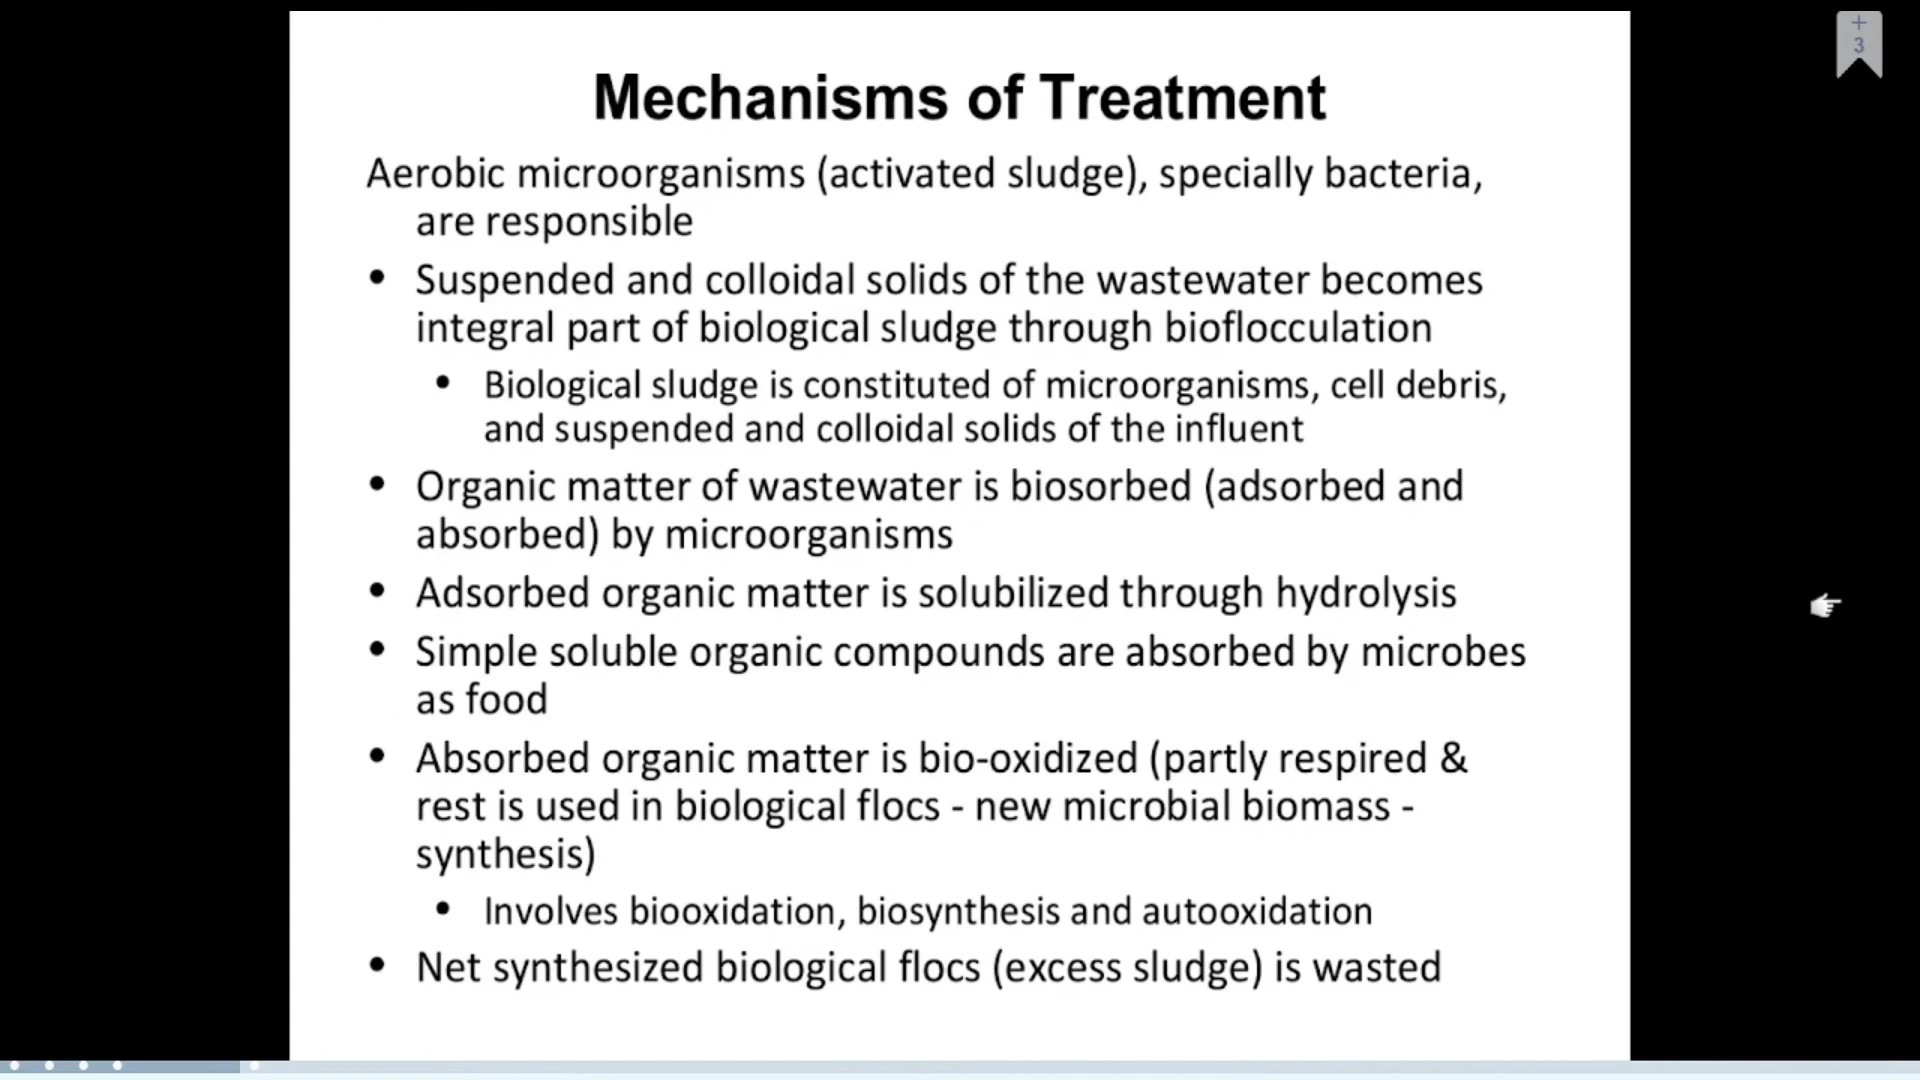 +
3
Mechanisms of Treatment
Aerobic microorganisms (activated sludge), specially bacteria,
are responsible
• Suspended and colloidal solids of the wastewater becomes
integral part of biological sludge through bioflocculation
• Biological sludge is constituted of microorganisms, cell debris,
and suspended and colloidal solids of the influent
• Organic matter of wastewater is biosorbed (adsorbed and
absorbed) by microorganisms
• Adsorbed organic matter is solubilized through hydrolysis
• Simple soluble organic compounds are absorbed by microbes
as food
• Absorbed organic matter is bio-oxidized (partly respired &
rest is used in biological flocs - new microbial biomass -
synthesis)
• Involves biooxidation, biosynthesis and autooxidation
• Net synthesized biological flocs (excess sludge) is wasted